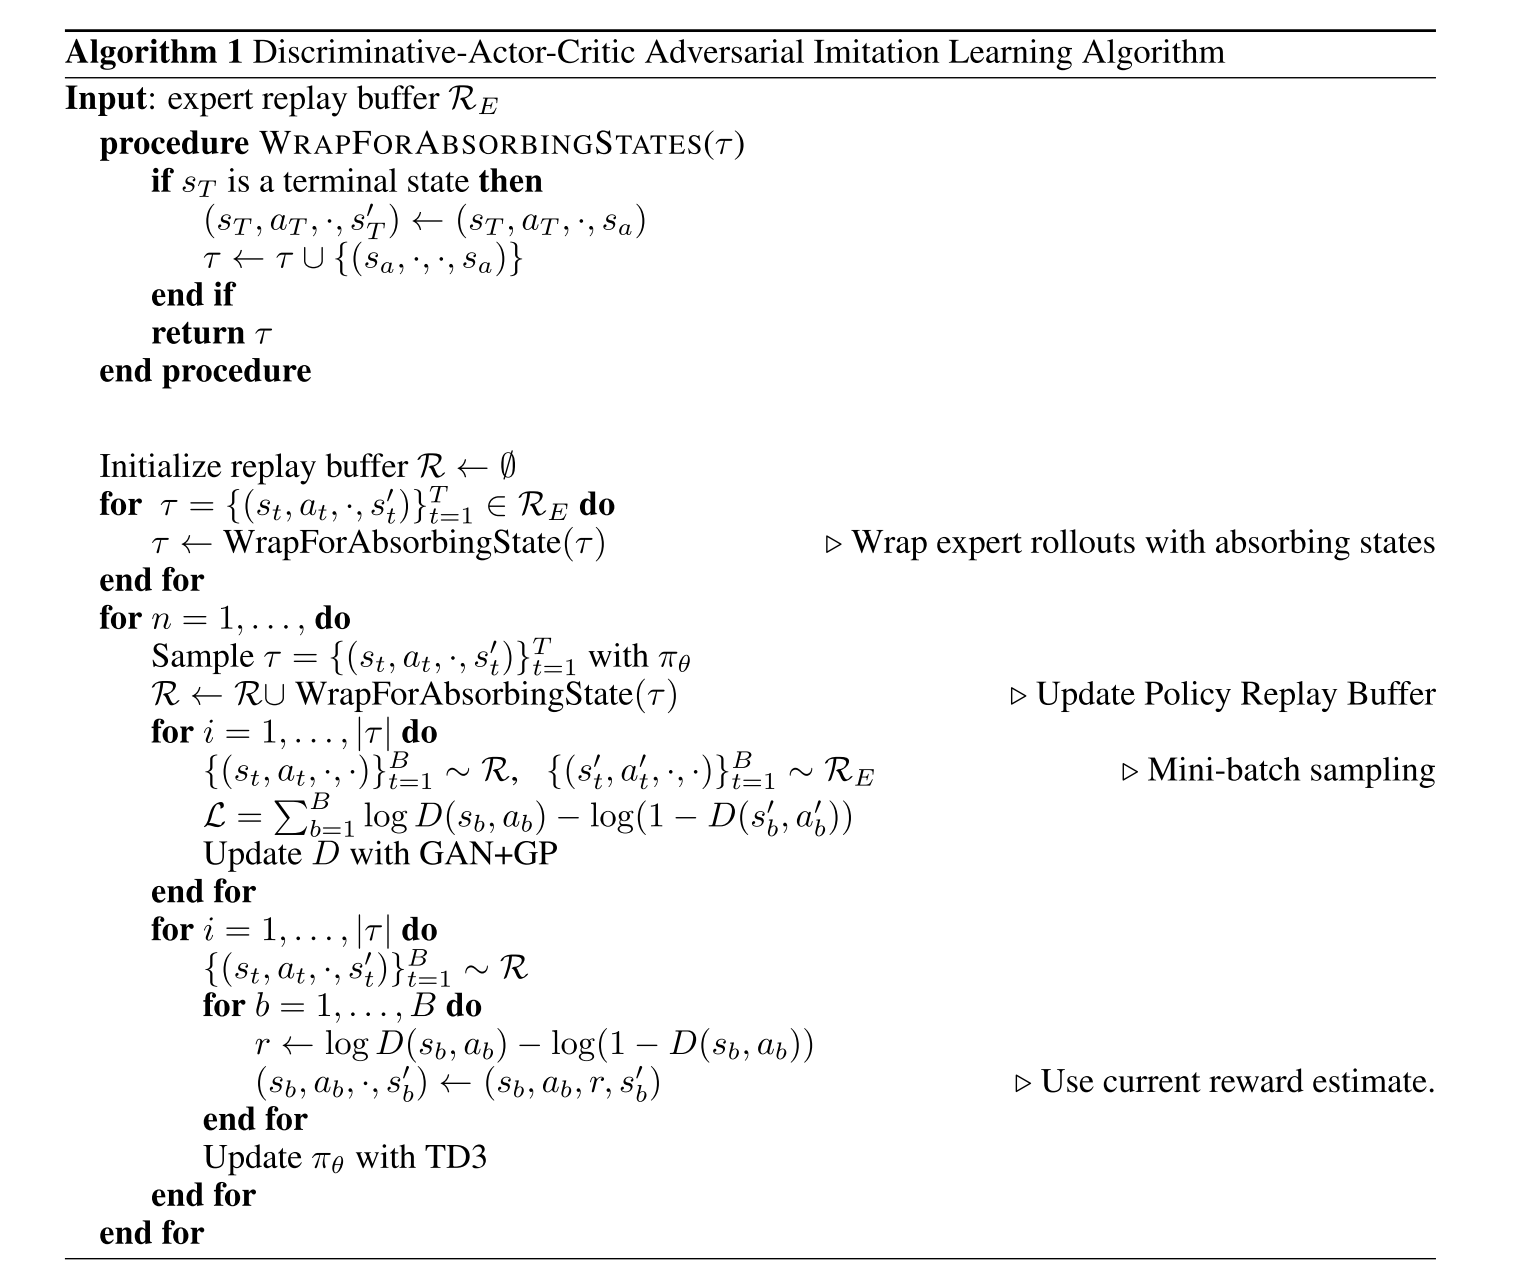 Algorithm 1 Discriminative-Actor-Critic Adversarial Imitation Learning Algorithm
Input: expert replay buffer $\mathcal{R}_E$
procedure WRAPFORABSORBINGSTATES($\tau$)
if $s_T$ is a terminal state then
$(s_T, a_T, \cdot, s'_T) \leftarrow (s_T, a_T, \cdot, s_a)$
$\tau \leftarrow \tau \cup \{(s_a, \cdot, \cdot, s_a)\}$
end if
return $\tau$
end procedure
Initialize replay buffer $\mathcal{R} \leftarrow \emptyset$
for $\tau = \{(s_t, a_t, \cdot, s'_t)\}_{t=1}^T \in \mathcal{R}_E$ do
$\tau \leftarrow$ WrapForAbsorbingState$(\tau)$ ▷ Wrap expert rollouts with absorbing states
end for
for $n = 1, \ldots,$ do
Sample $\tau = \{(s_t, a_t, \cdot, s'_t)\}_{t=1}^T$ with $\pi_\theta$
$\mathcal{R} \leftarrow \mathcal{R} \cup$ WrapForAbsorbingState$(\tau)$ ▷ Update Policy Replay Buffer
for $i = 1, \ldots, |\tau|$ do
$\{(s_t, a_t, \cdot, \cdot)\}_{t=1}^B \sim \mathcal{R}, \quad \{(s'_t, a'_t, \cdot, \cdot)\}_{t=1}^B \sim \mathcal{R}_E$ ▷ Mini-batch sampling
$\mathcal{L} = \sum_{b=1}^B \log D(s_b, a_b) - \log(1 - D(s'_b, a'_b))$
Update $D$ with GAN+GP
end for
for $i = 1, \ldots, |\tau|$ do
$\{(s_t, a_t, \cdot, s'_t)\}_{t=1}^B \sim \mathcal{R}$
for $b = 1, \ldots, B$ do
$r \leftarrow \log D(s_b, a_b) - \log(1 - D(s_b, a_b))$
$(s_b, a_b, \cdot, s'_b) \leftarrow (s_b, a_b, r, s'_b)$ ▷ Use current reward estimate.
end for
Update $\pi_\theta$ with TD3
end for
end for